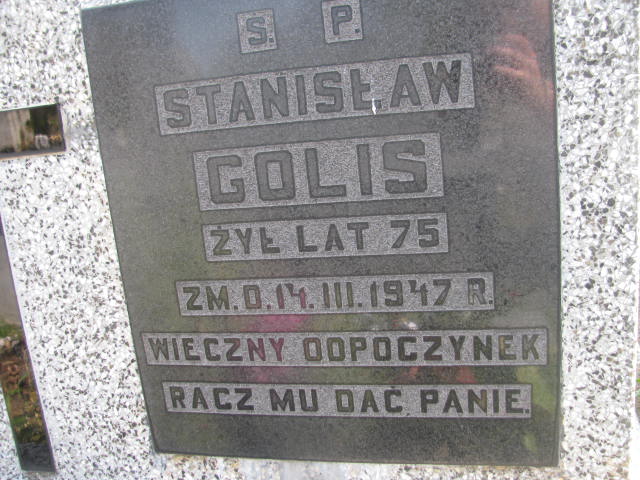 Ś. P.
STANISŁAW
GOLIS
ŻYŁ LAT 75
ZM. D. 14. III. 1947 R.
WIECZNY ODPOCZYNEK
RACZ MU DAĆ PANIE.